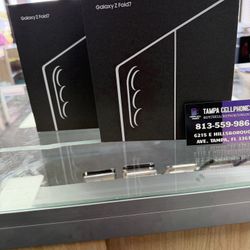 Galaxy Z Fold7
Galaxy Z Fold7
TAMPA CELLPHONE
813-559-986
6215 E HILLSBOROUG
AVE. TAMPA, FL 336